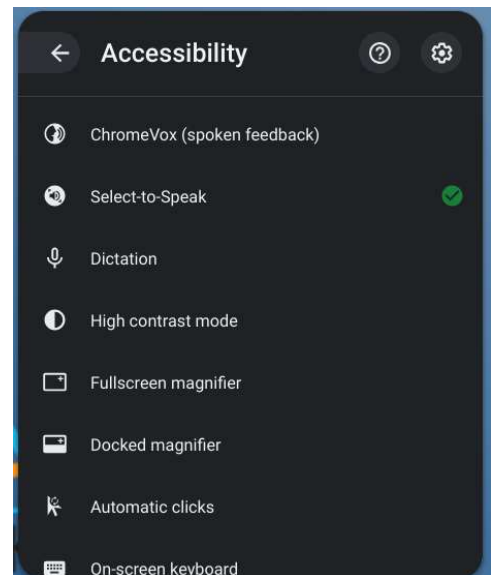 Accessibility
ChromeVox (spoken feedback)
Select-to-Speak
Dictation
High contrast mode
Fullscreen magnifier
Docked magnifier
Automatic clicks
On-screen keyboard